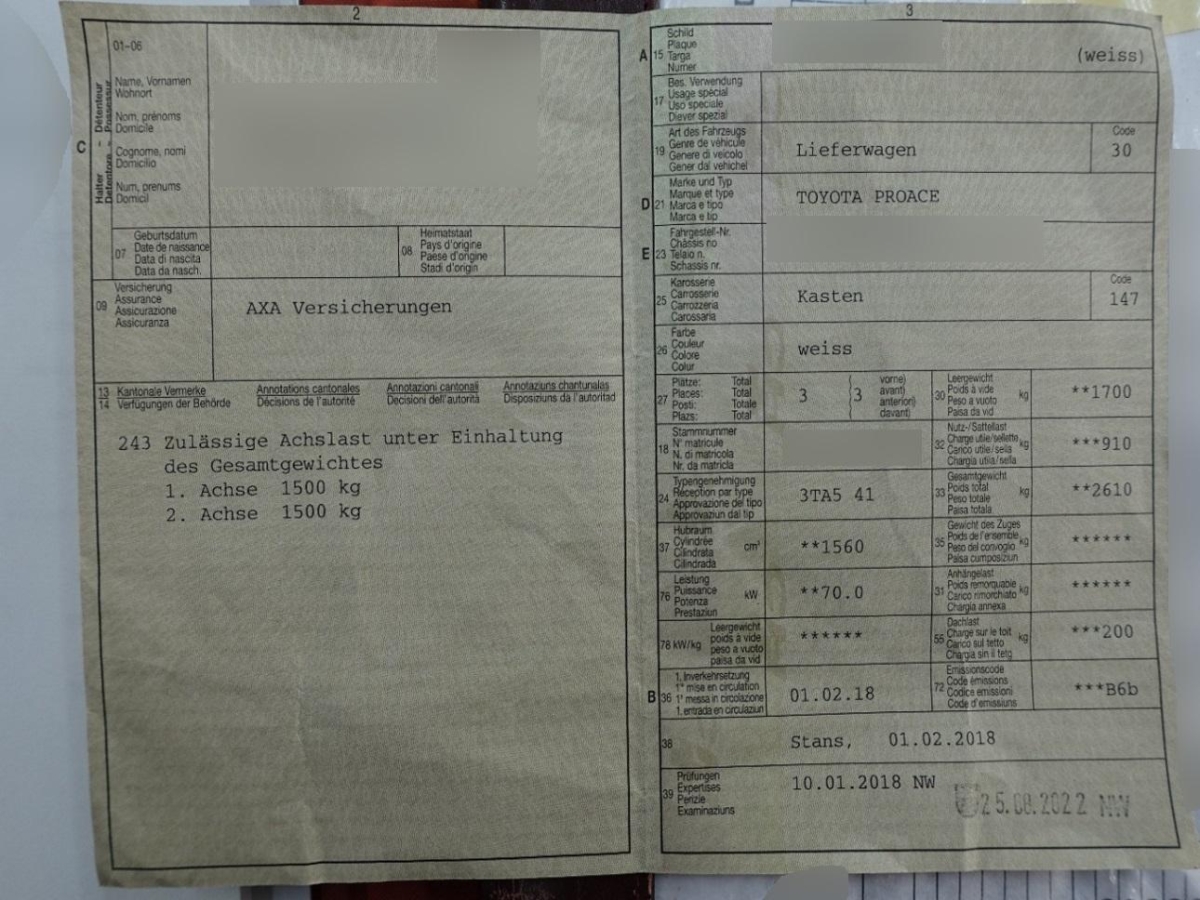 2
01-06
Halter - Détenteur
Detentore - Possessur
C
Name, Vornamen
Wohnort
Nom, prénoms
Domicile
Cognome, nomi
Domicilio
Num, prenums
Domicil
07
Geburtsdatum
Date de naissance
Data di nascita
Data da nasch.
08
Heimatstaat
Pays d'origine
Paese d'origine
Stadi d'origin
09
Versicherung
Assurance
Assicurazione
Assicuranza
AXA Versicherungen
13 Kantonale Vermerke Annotations cantonales Annotazioni cantonali Annotaziuns chantunalas
14 Verfügungen der Behörde Décisions de l'autorité Decisioni dell'autorità Disposiziuns da l'autoritad
243 Zulässige Achslast unter Einhaltung
des Gesamtgewichtes
1. Achse 1500 kg
2. Achse 1500 kg
3
A 15
Schild
Plaque
Targa
Numer
(weiss)
17
Bes. Verwendung
Usage spécial
Uso speciale
Diever spezial
19
Art des Fahrzeugs
Genre de véhicule
Genere di veicolo
Gener dal vehichel
Lieferwagen
Code
30
D 21
Marke und Typ
Marque et type
Marca e tipo
Marca e tip
TOYOTA PROACE
E 23
Fahrgestell-Nr.
Châssis no
Telaio n.
Schassis nr.
25
Karosserie
Carrosserie
Carrozzeria
Carossaria
Kasten
Code
147
26
Farbe
Couleur
Colore
Colur
weiss
27
Plätze: Total
Places: Total
Posti: Totale
Plazs: Total
3 (3
vorne)
avant)
anteriori)
davant)
30
Leergewicht
Poids à vide
Peso a vuoto
Paisa da vid
kg
**1700
18
Stammnummer
N° matricule
N. di matricola
Nr. da matricla
32
Nutz-/Sattellast
Charge utile/sellette
Carico utile/sella
Chargia utila/sella
kg
***910
24
Typengenehmigung
Réception par type
Approvazione del tipo
Approvaziun dal tip
3TA5 41
33
Gesamtgewicht
Poids total
Peso totale
Paisa totala
kg
**2610
37
Hubraum
Cylindrée
Cilindrata
Cilindrada
cm³
**1560
35
Gewicht des Zuges
Poids de l'ensemble
Peso del convoglio
Paisa cumposiziun
kg
******
76
Leistung
Puissance
Potenza
Prestaziun
kW
**70.0
31
Anhängelast
Poids remorquable
Carico rimorchiato
Chargia annexa
kg
******
78 kW/kg
Leergewicht
poids à vide
peso a vuoto
paisa da vid
******
55
Dachlast
Charge sur le toit
Carico sul tetto
Chargia sin il tetg
kg
***200
B 36
1. Inverkehrsetzung
1re mise en circulation
1a messa in circolazione
1. entrada en circulaziun
01.02.18
72
Emissionscode
Code émissions
Codice emissioni
Code d'emissiuns
***B6b
38
Stans, 01.02.2018
39
Prüfungen
Expertises
Perizie
Examinaziuns
10.01.2018 NW
25.08.2022 NW